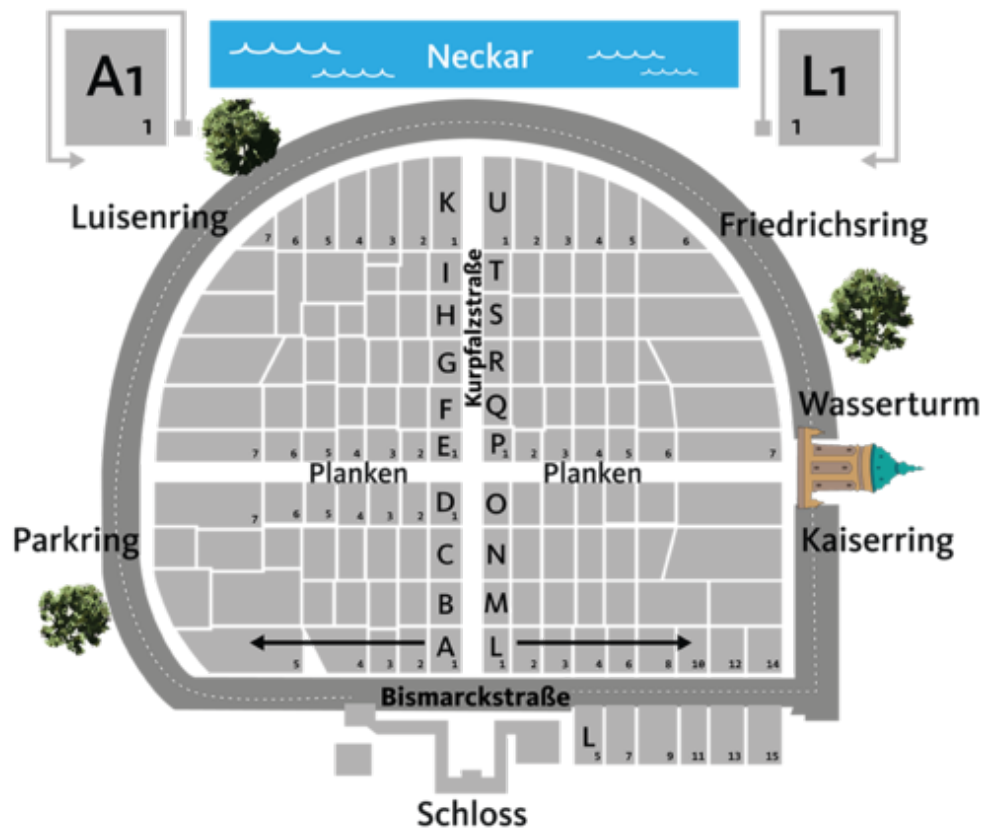 A1
1
Neckar
L1
1
Luisenring
Friedrichsring
K
U
7 6 5 4 3 2 1
1 2 3 4 5 6
Kurpfalzstraße
I
T
H
S
G
R
Wasserturm
F
Q
E
P
7 6 5 4 3 2 1
1 2 3 4 5 6 7
Planken
Planken
D
O
7 6 5 4 3 2 1
Parkring
Kaiserring
C
N
B
M
A
L
5 4 3 2 1
1 2 3 4 6 8 10 12 14
Bismarckstraße
L
5 7 9 11 13 15
Schloss